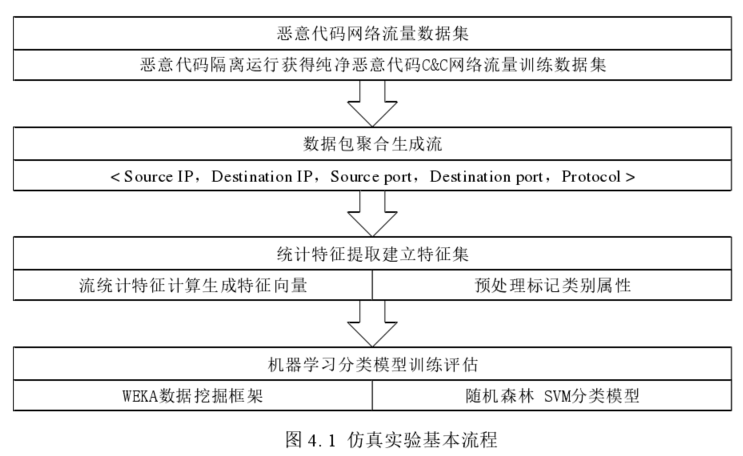 恶意代码网络流量数据集
恶意代码隔离运行获得纯净恶意代码C&C网络流量训练数据集
数据包聚合生成流
< Source IP，Destination IP，Source port，Destination port，Protocol >
统计特征提取建立特征集
流统计特征计算生成特征向量
预处理标记类别属性
机器学习分类模型训练评估
WEKA数据挖掘框架
随机森林 SVM分类模型
图 4.1 仿真实验基本流程